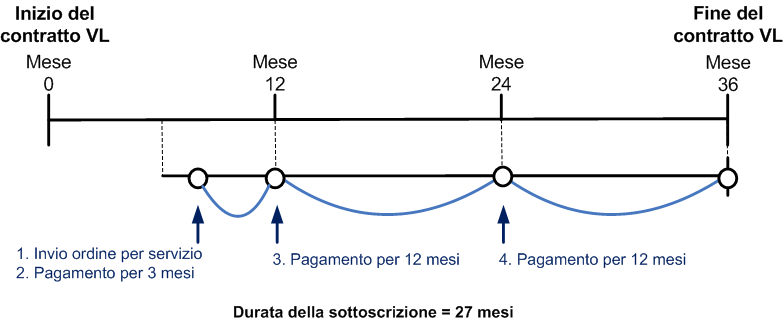 Inizio del
contratto VL
Fine del
contratto VL
Mese
0
Mese
12
Mese
24
Mese
36
1. Invio ordine per servizio
2. Pagamento per 3 mesi
3. Pagamento per 12 mesi
4. Pagamento per 12 mesi
Durata della sottoscrizione = 27 mesi